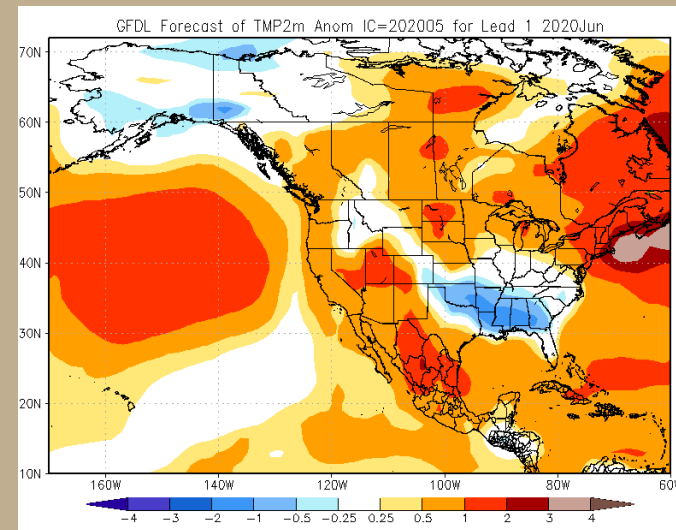 GFDL Forecast of TMP2m Anom IC=202005 for Lead 1 2020Jun
70N
60N
50N
40N
30N
20N
10N
160W 140W 120W 100W 80W 60W
-4 -3 -2 -1 -0.5 -0.25 0.25 0.5 1 2 3 4